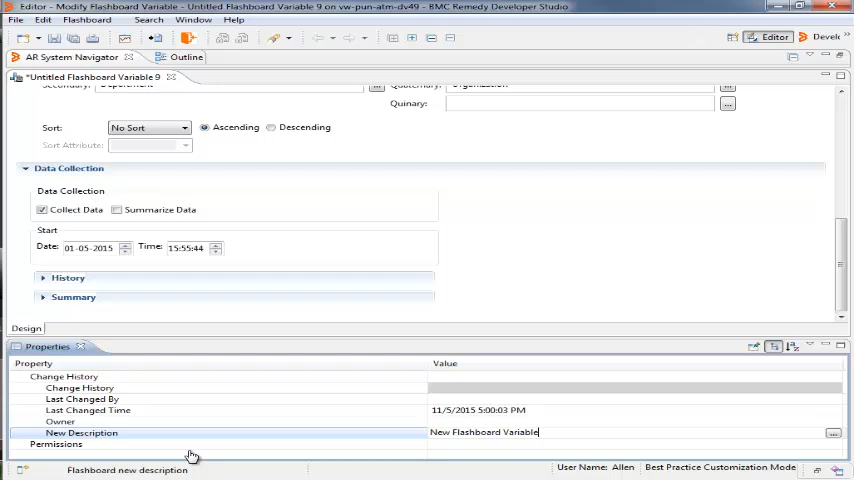 Editor - Modify Flashboard Variable - Untitled Flashboard Variable 9 on vw-pun-atm-dv49 - BMC Remedy Developer Studio
File Edit Flashboard Search Window Help
Editor
AR System Navigator Outline
*Untitled Flashboard Variable 9
Secondary: Department Quaternary: Organization
Quinary:
Sort: No Sort Ascending Descending
Sort Attribute:
Data Collection
Data Collection
Collect Data Summarize Data
Start
Date: 01-05-2015 Time: 15:55:44
History
Summary
Design
Properties
Property Value
Change History
Change History
Last Changed By
Last Changed Time 11/5/2015 5:00:03 PM
Owner
New Description New Flashboard Variable
Permissions
Flashboard new description User Name: Allen Best Practice Customization Mode